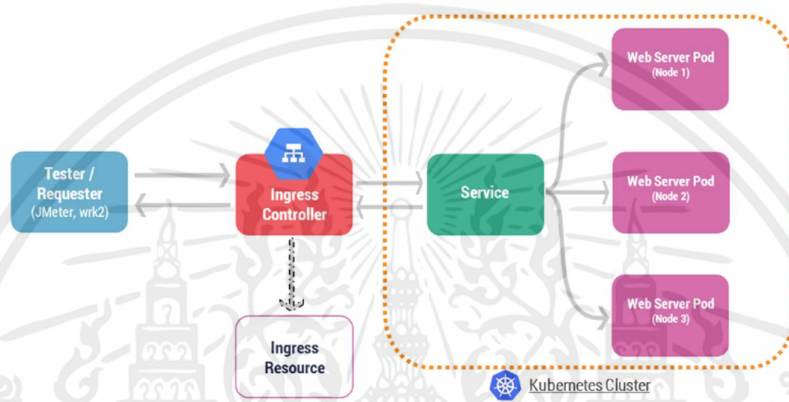 Tester /
Requester
(JMeter, wrk2)
Ingress
Controller
Ingress
Resource
Service
Web Server Pod
(Node 1)
Web Server Pod
(Node 2)
Web Server Pod
(Node 3)
Kubernetes Cluster